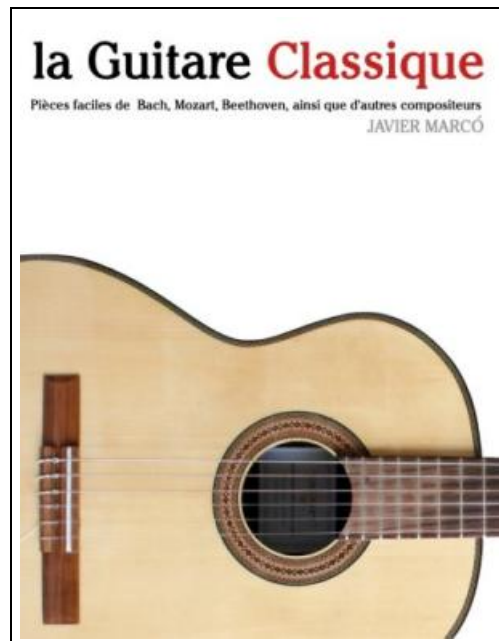 la Guitare Classique
Pièces faciles de Bach, Mozart, Beethoven, ainsi que d'autres compositeurs
JAVIER MARCÓ